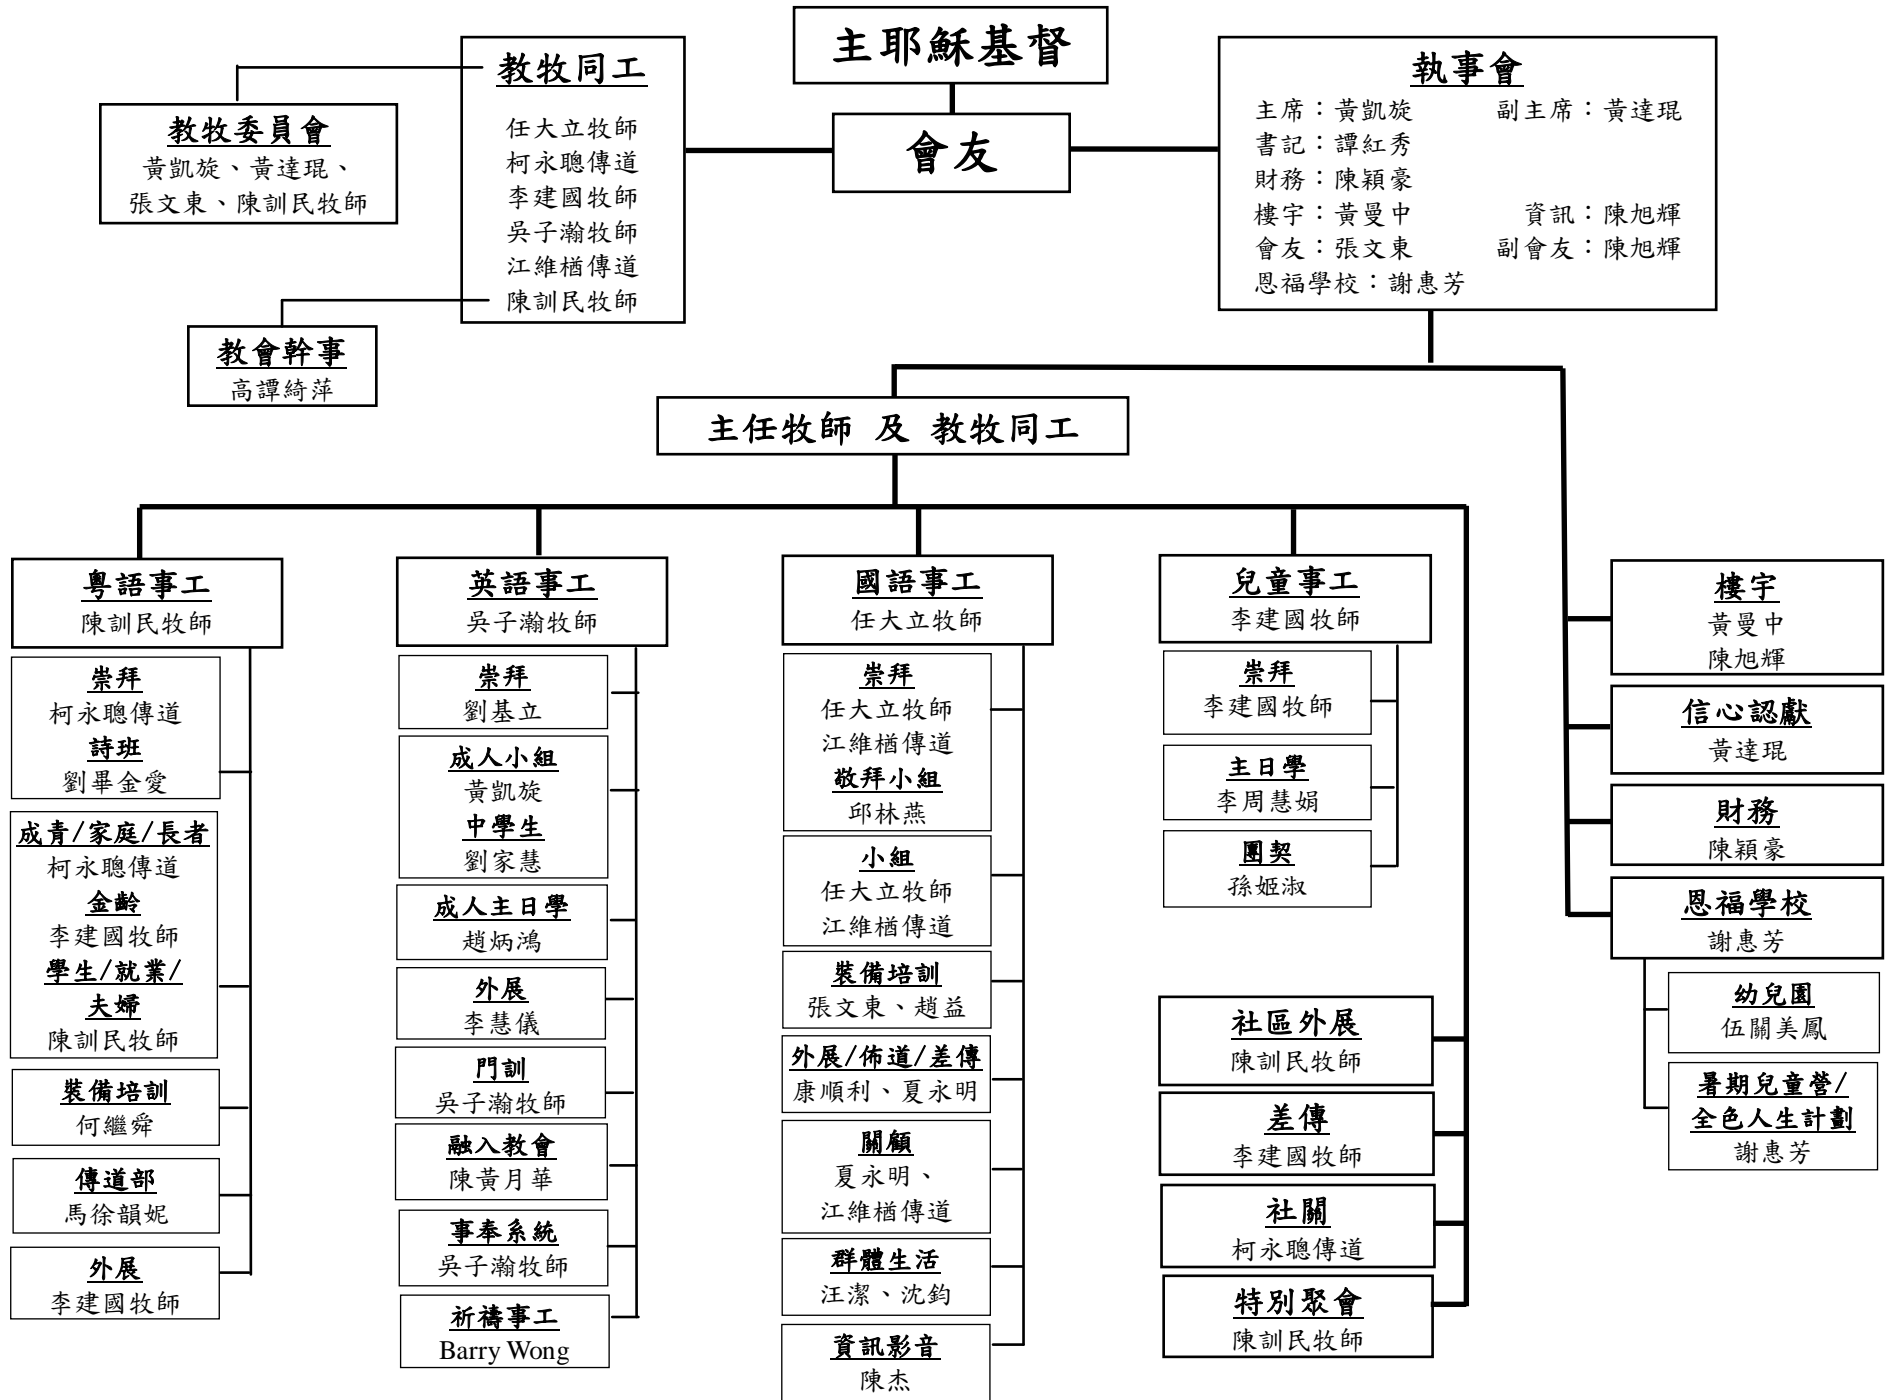 主耶穌基督
會友
教牧同工
任大立牧師
柯永聰傳道
李建國牧師
吳子瀚牧師
江維楢傳道
陳訓民牧師
教牧委員會
黃凱旋、黃達琨、
張文東、陳訓民牧師
教會幹事
高譚綺萍
執事會
主席：黃凱旋 副主席：黃達琨
書記：譚紅秀
財務：陳穎豪
樓宇：黃曼中 資訊：陳旭輝
會友：張文東 副會友：陳旭輝
恩福學校：謝惠芳
主任牧師 及 教牧同工
粵語事工
陳訓民牧師
崇拜
柯永聰傳道
詩班
劉畢金愛
成青/家庭/長者
柯永聰傳道
金齡
李建國牧師
學生/就業/
夫婦
陳訓民牧師
裝備培訓
何繼舜
傳道部
馬徐韻妮
外展
李建國牧師
英語事工
吳子瀚牧師
崇拜
劉基立
成人小組
黃凱旋
中學生
劉家慧
成人主日學
趙炳鴻
外展
李慧儀
門訓
吳子瀚牧師
融入教會
陳黃月華
事奉系統
吳子瀚牧師
祈禱事工
Barry Wong
國語事工
任大立牧師
崇拜
任大立牧師
江維楢傳道
敬拜小組
邱林燕
小組
任大立牧師
江維楢傳道
裝備培訓
張文東、趙益
外展/佈道/差傳
康順利、夏永明
關顧
夏永明、
江維楢傳道
群體生活
汪潔、沈鈞
資訊影音
陳杰
兒童事工
李建國牧師
崇拜
李建國牧師
主日學
李周慧娟
團契
孫姬淑
社區外展
陳訓民牧師
差傳
李建國牧師
社關
柯永聰傳道
特別聚會
陳訓民牧師
樓宇
黃曼中
陳旭輝
信心認獻
黃達琨
財務
陳穎豪
恩福學校
謝惠芳
幼兒園
伍關美鳳
暑期兒童營/
全色人生計劃
謝惠芳